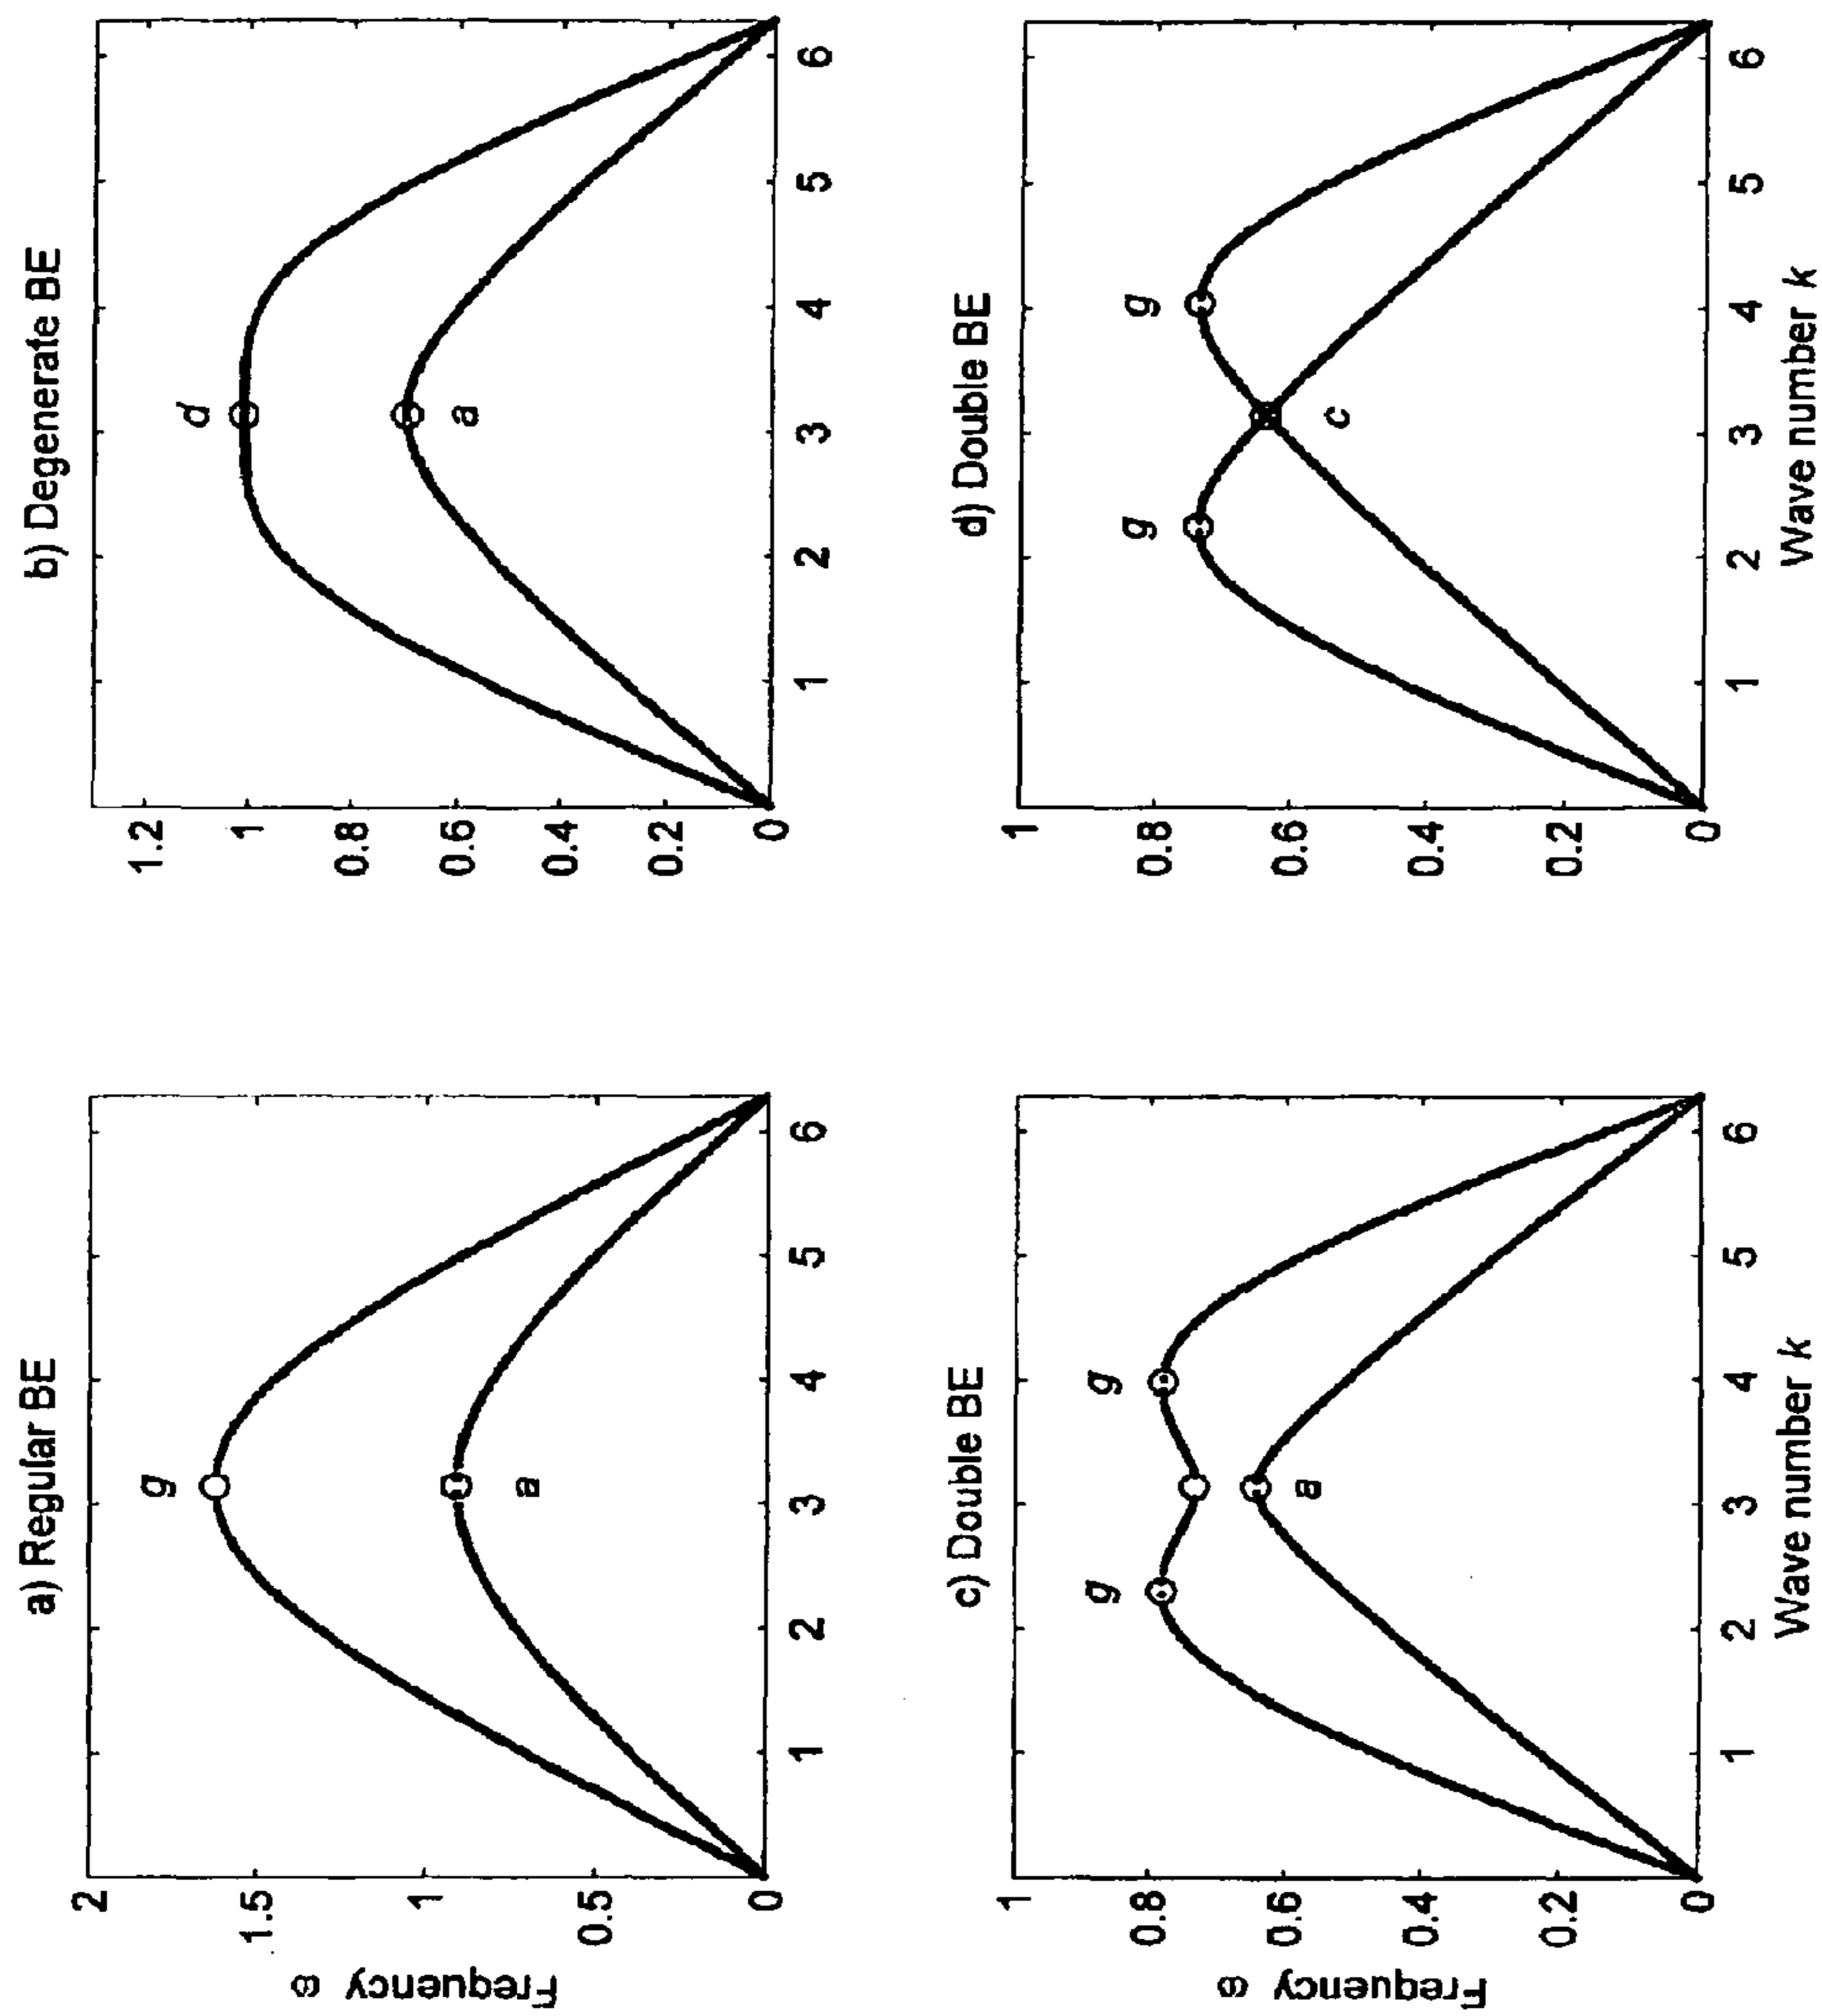 a) Regular BE
g
a
2
1.5
1
0.5
0
1
2
3
4
5
6
Frequency ω
b) Degenerate BE
d
a
1.2
1
0.8
0.6
0.4
0.2
0
1
2
3
4
5
6
c) Double BE
g
g
a
1
0.8
0.6
0.4
0.2
0
1
2
3
4
5
6
Wave number k
Frequency ω
d) Double BE
g
g
c
1
0.8
0.6
0.4
0.2
0
1
2
3
4
5
6
Wave number k